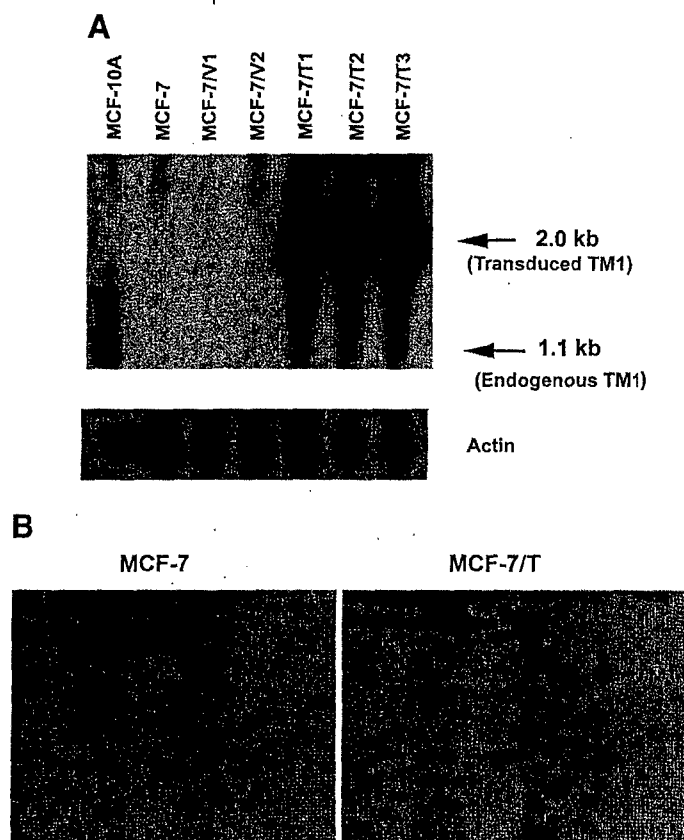 A
MCF-10A
MCF-7
MCF-7/V1
MCF-7/V2
MCF-7/T1
MCF-7/T2
MCF-7/T3
2.0 kb
(Transduced TM1)
1.1 kb
(Endogenous TM1)
Actin
B
MCF-7
MCF-7/T